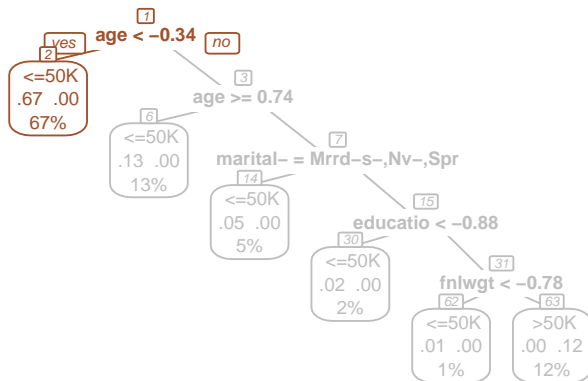 1
yes age < −0.34 no
2
<=50K
.67 .00
67%
3
age >= 0.74
6
<=50K
.13 .00
13%
7
marital− = Mrrd−s−,Nv−,Spr
14
<=50K
.05 .00
5%
15
educatio < −0.88
30
<=50K
.02 .00
2%
31
fnlwgt < −0.78
62
<=50K
.01 .00
1%
63
>50K
.00 .12
12%